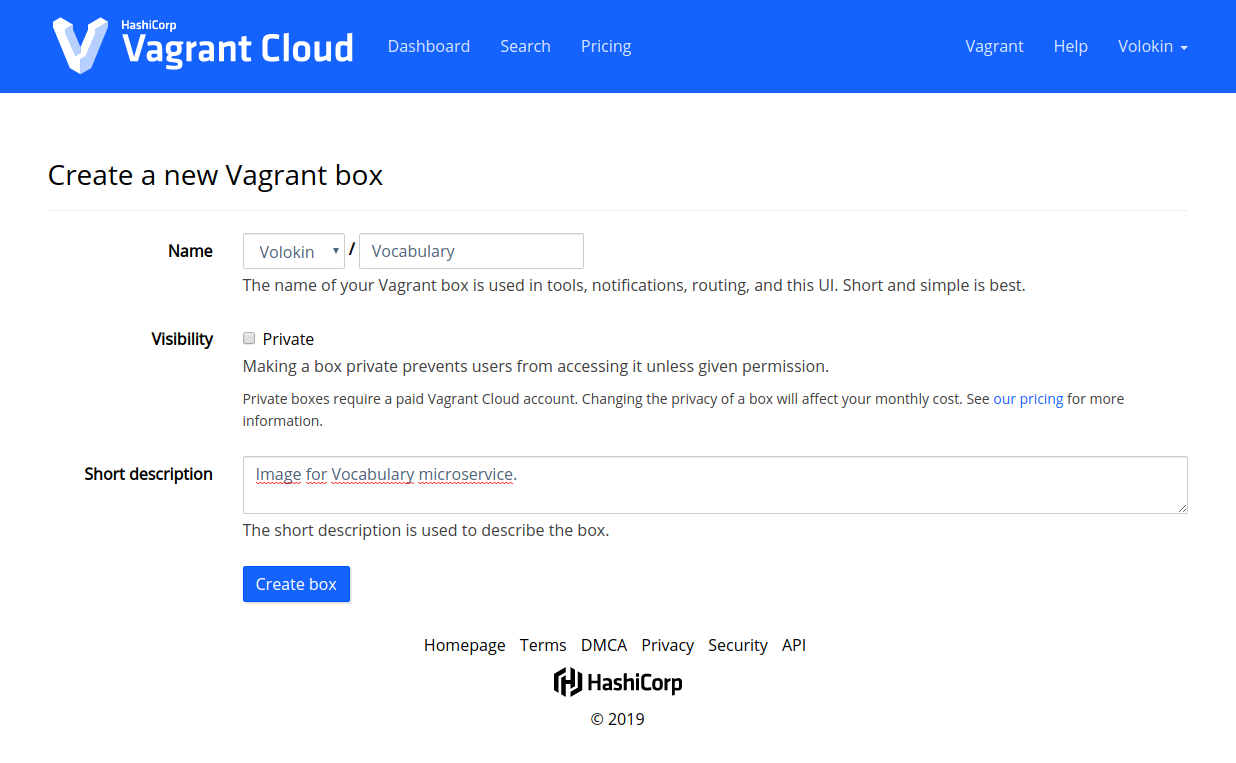 HashiCorp
Vagrant Cloud
Dashboard Search Pricing Vagrant Help Volokin
Create a new Vagrant box
Name Volokin / Vocabulary
The name of your Vagrant box is used in tools, notifications, routing, and this UI. Short and simple is best.
Visibility Private
Making a box private prevents users from accessing it unless given permission.
Private boxes require a paid Vagrant Cloud account. Changing the privacy of a box will affect your monthly cost. See our pricing for more
information.
Short description Image for Vocabulary microservice.
The short description is used to describe the box.
Create box
Homepage Terms DMCA Privacy Security API
HashiCorp
© 2019